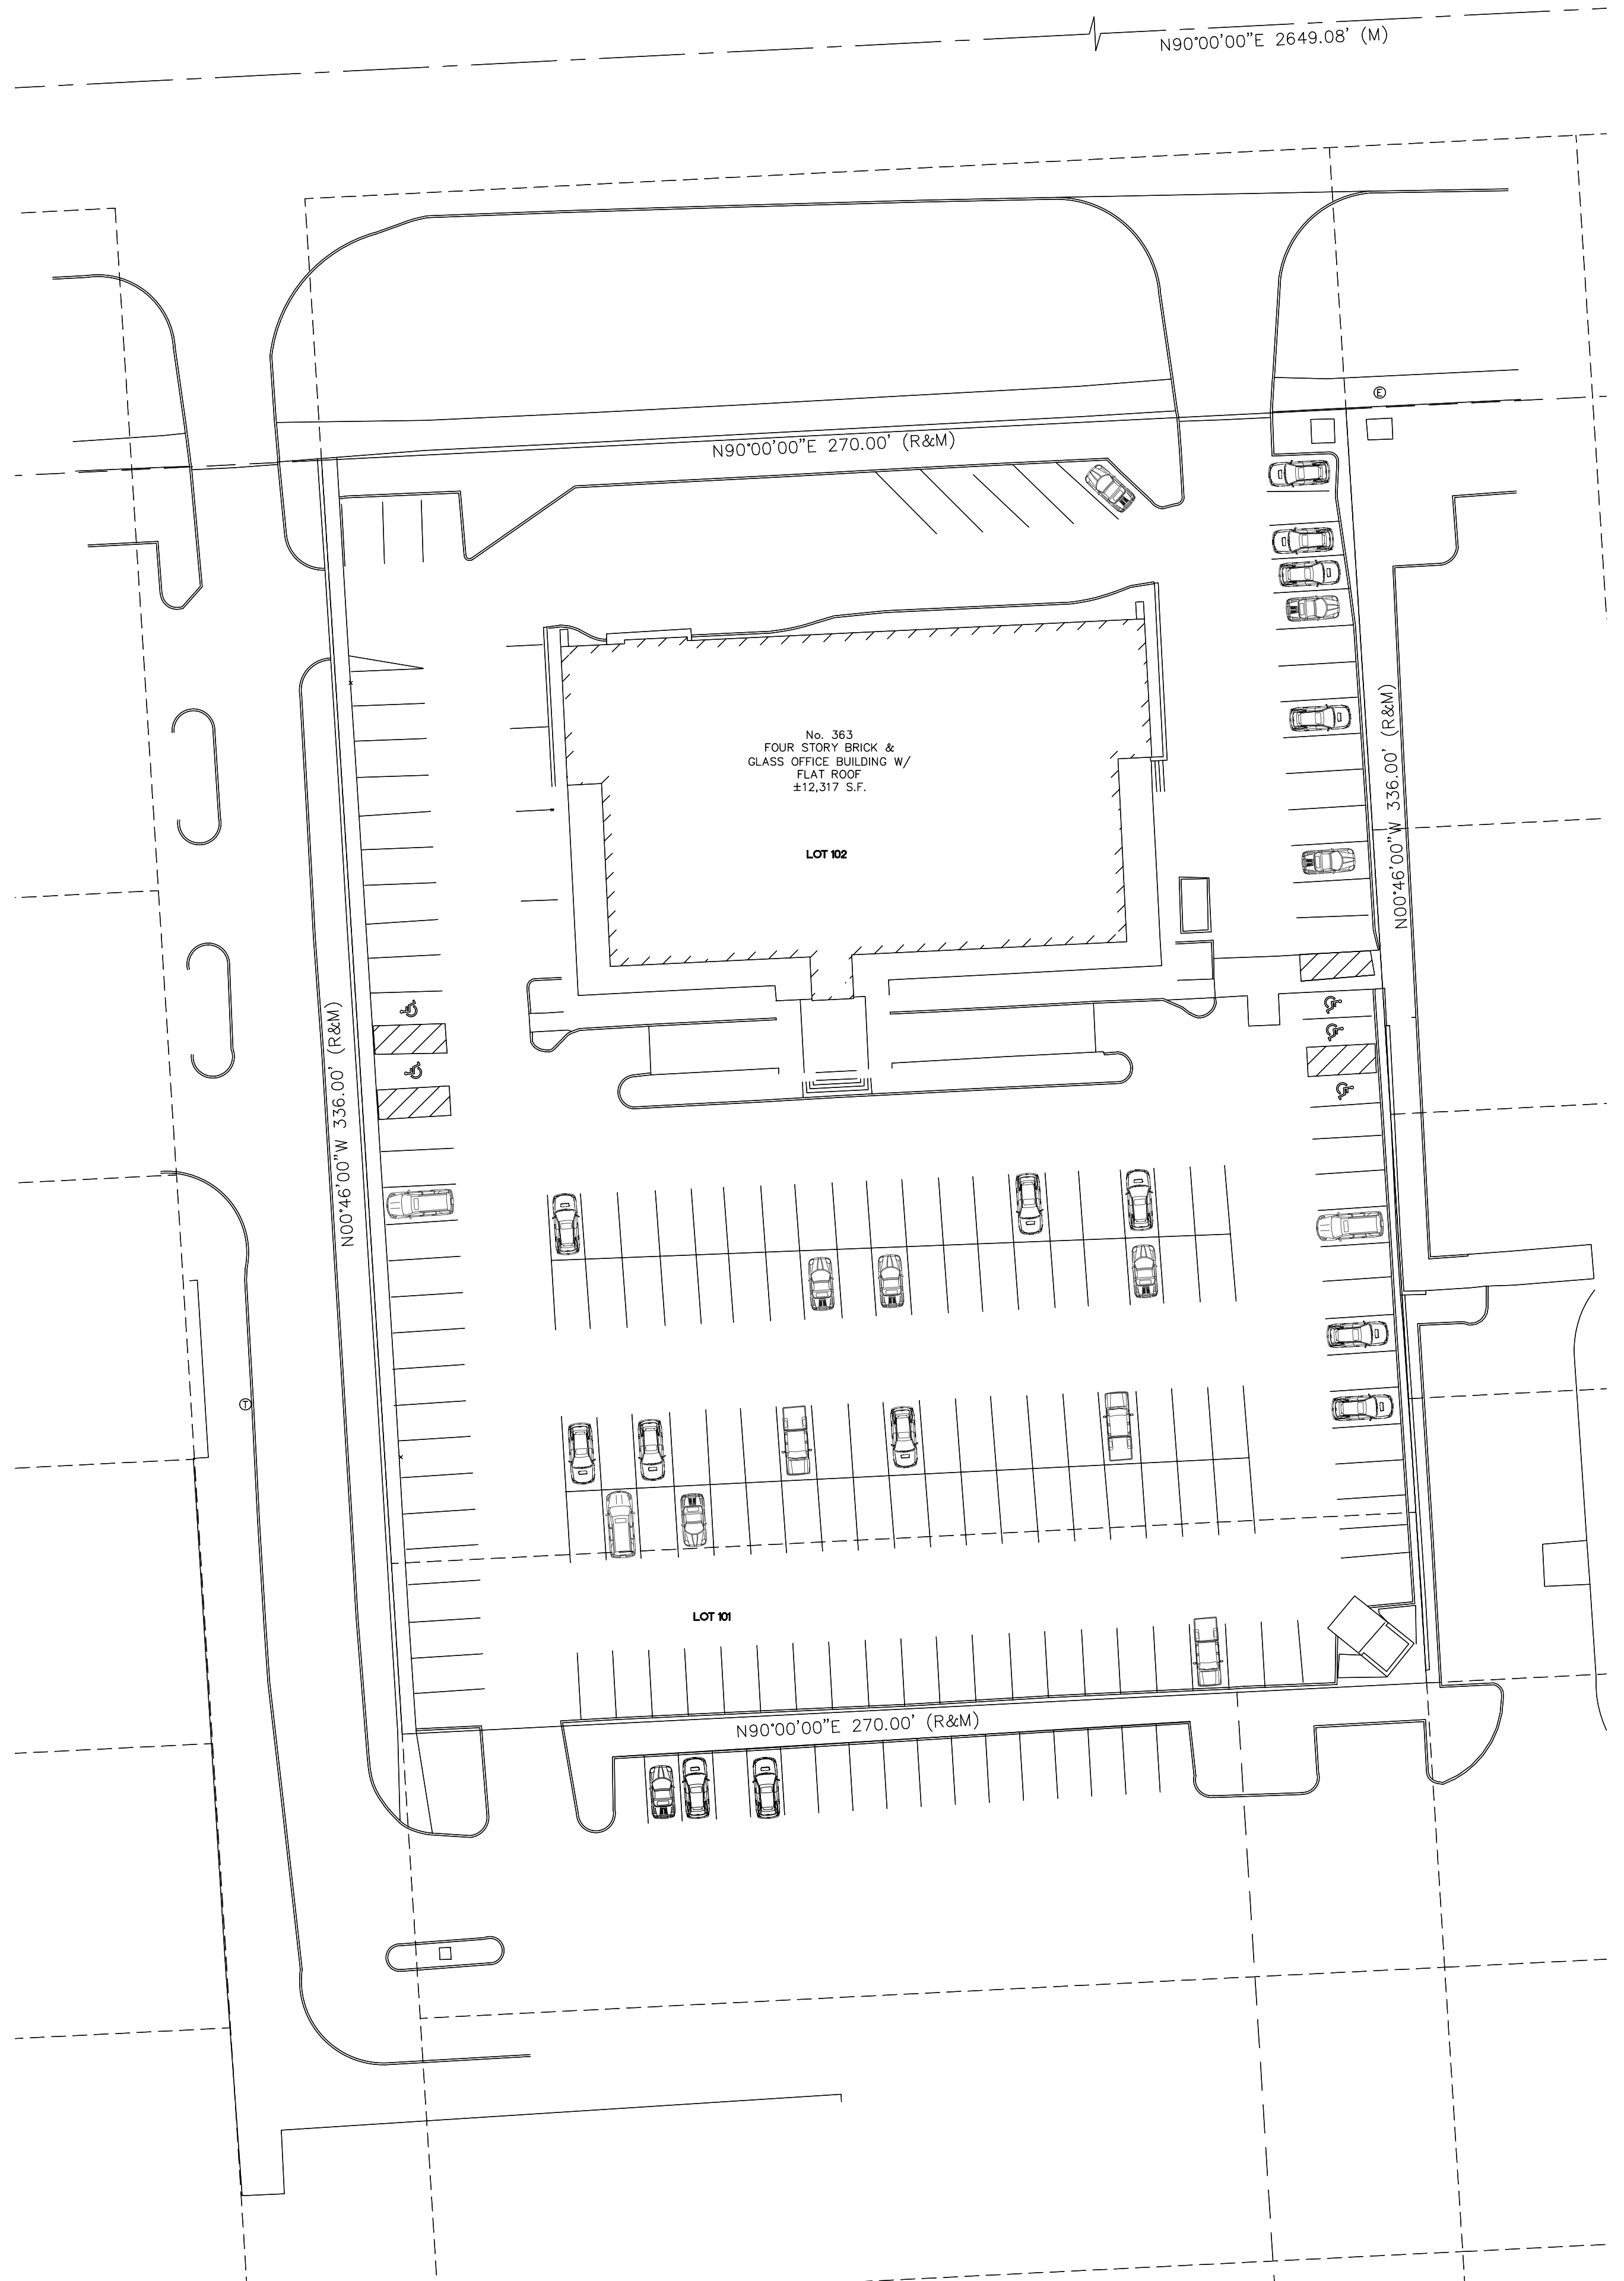 N90°00'00"E 2649.08' (M)
E
N90°00'00"E 270.00' (R&M)
No. 363
FOUR STORY BRICK &
GLASS OFFICE BUILDING W/
FLAT ROOF
±12,317 S.F.
LOT 102
N00°46'00"W 336.00' (R&M)
N00°46'00"W 336.00' (R&M)
T
LOT 101
N90°00'00"E 270.00' (R&M)